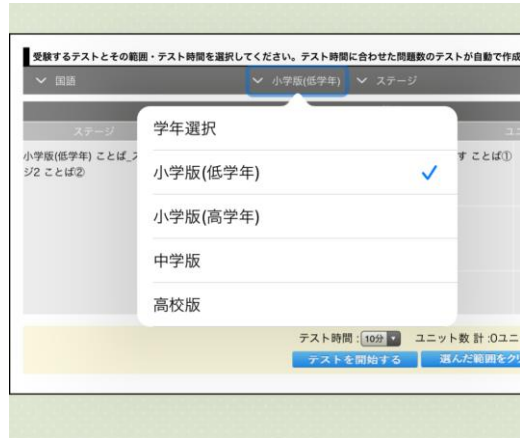 受験するテストとその範囲・テスト時間を選択してください。テスト時間に合わせた問題数のテストが自動で作成
国語
小学版(低学年)
ステージ
ステージ
ユニ
小学版(低学年) ことば_ス
ジ2 ことば②
す ことば①
学年選択
小学版(低学年)
小学版(高学年)
中学版
高校版
テスト時間 : 10分 ユニット数 計 :0ユニ
テストを開始する 選んだ範囲をクリ